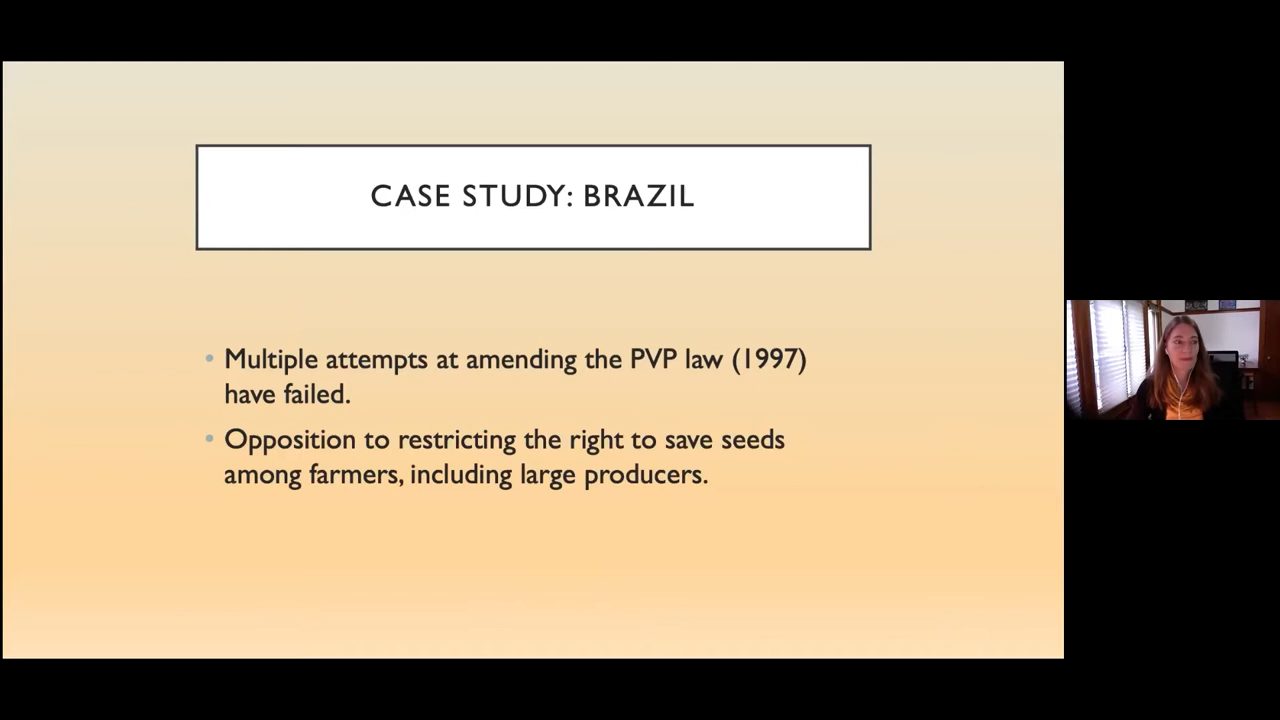 CASE STUDY: BRAZIL
• Multiple attempts at amending the PVP law (1997)
have failed.
• Opposition to restricting the right to save seeds
among farmers, including large producers.